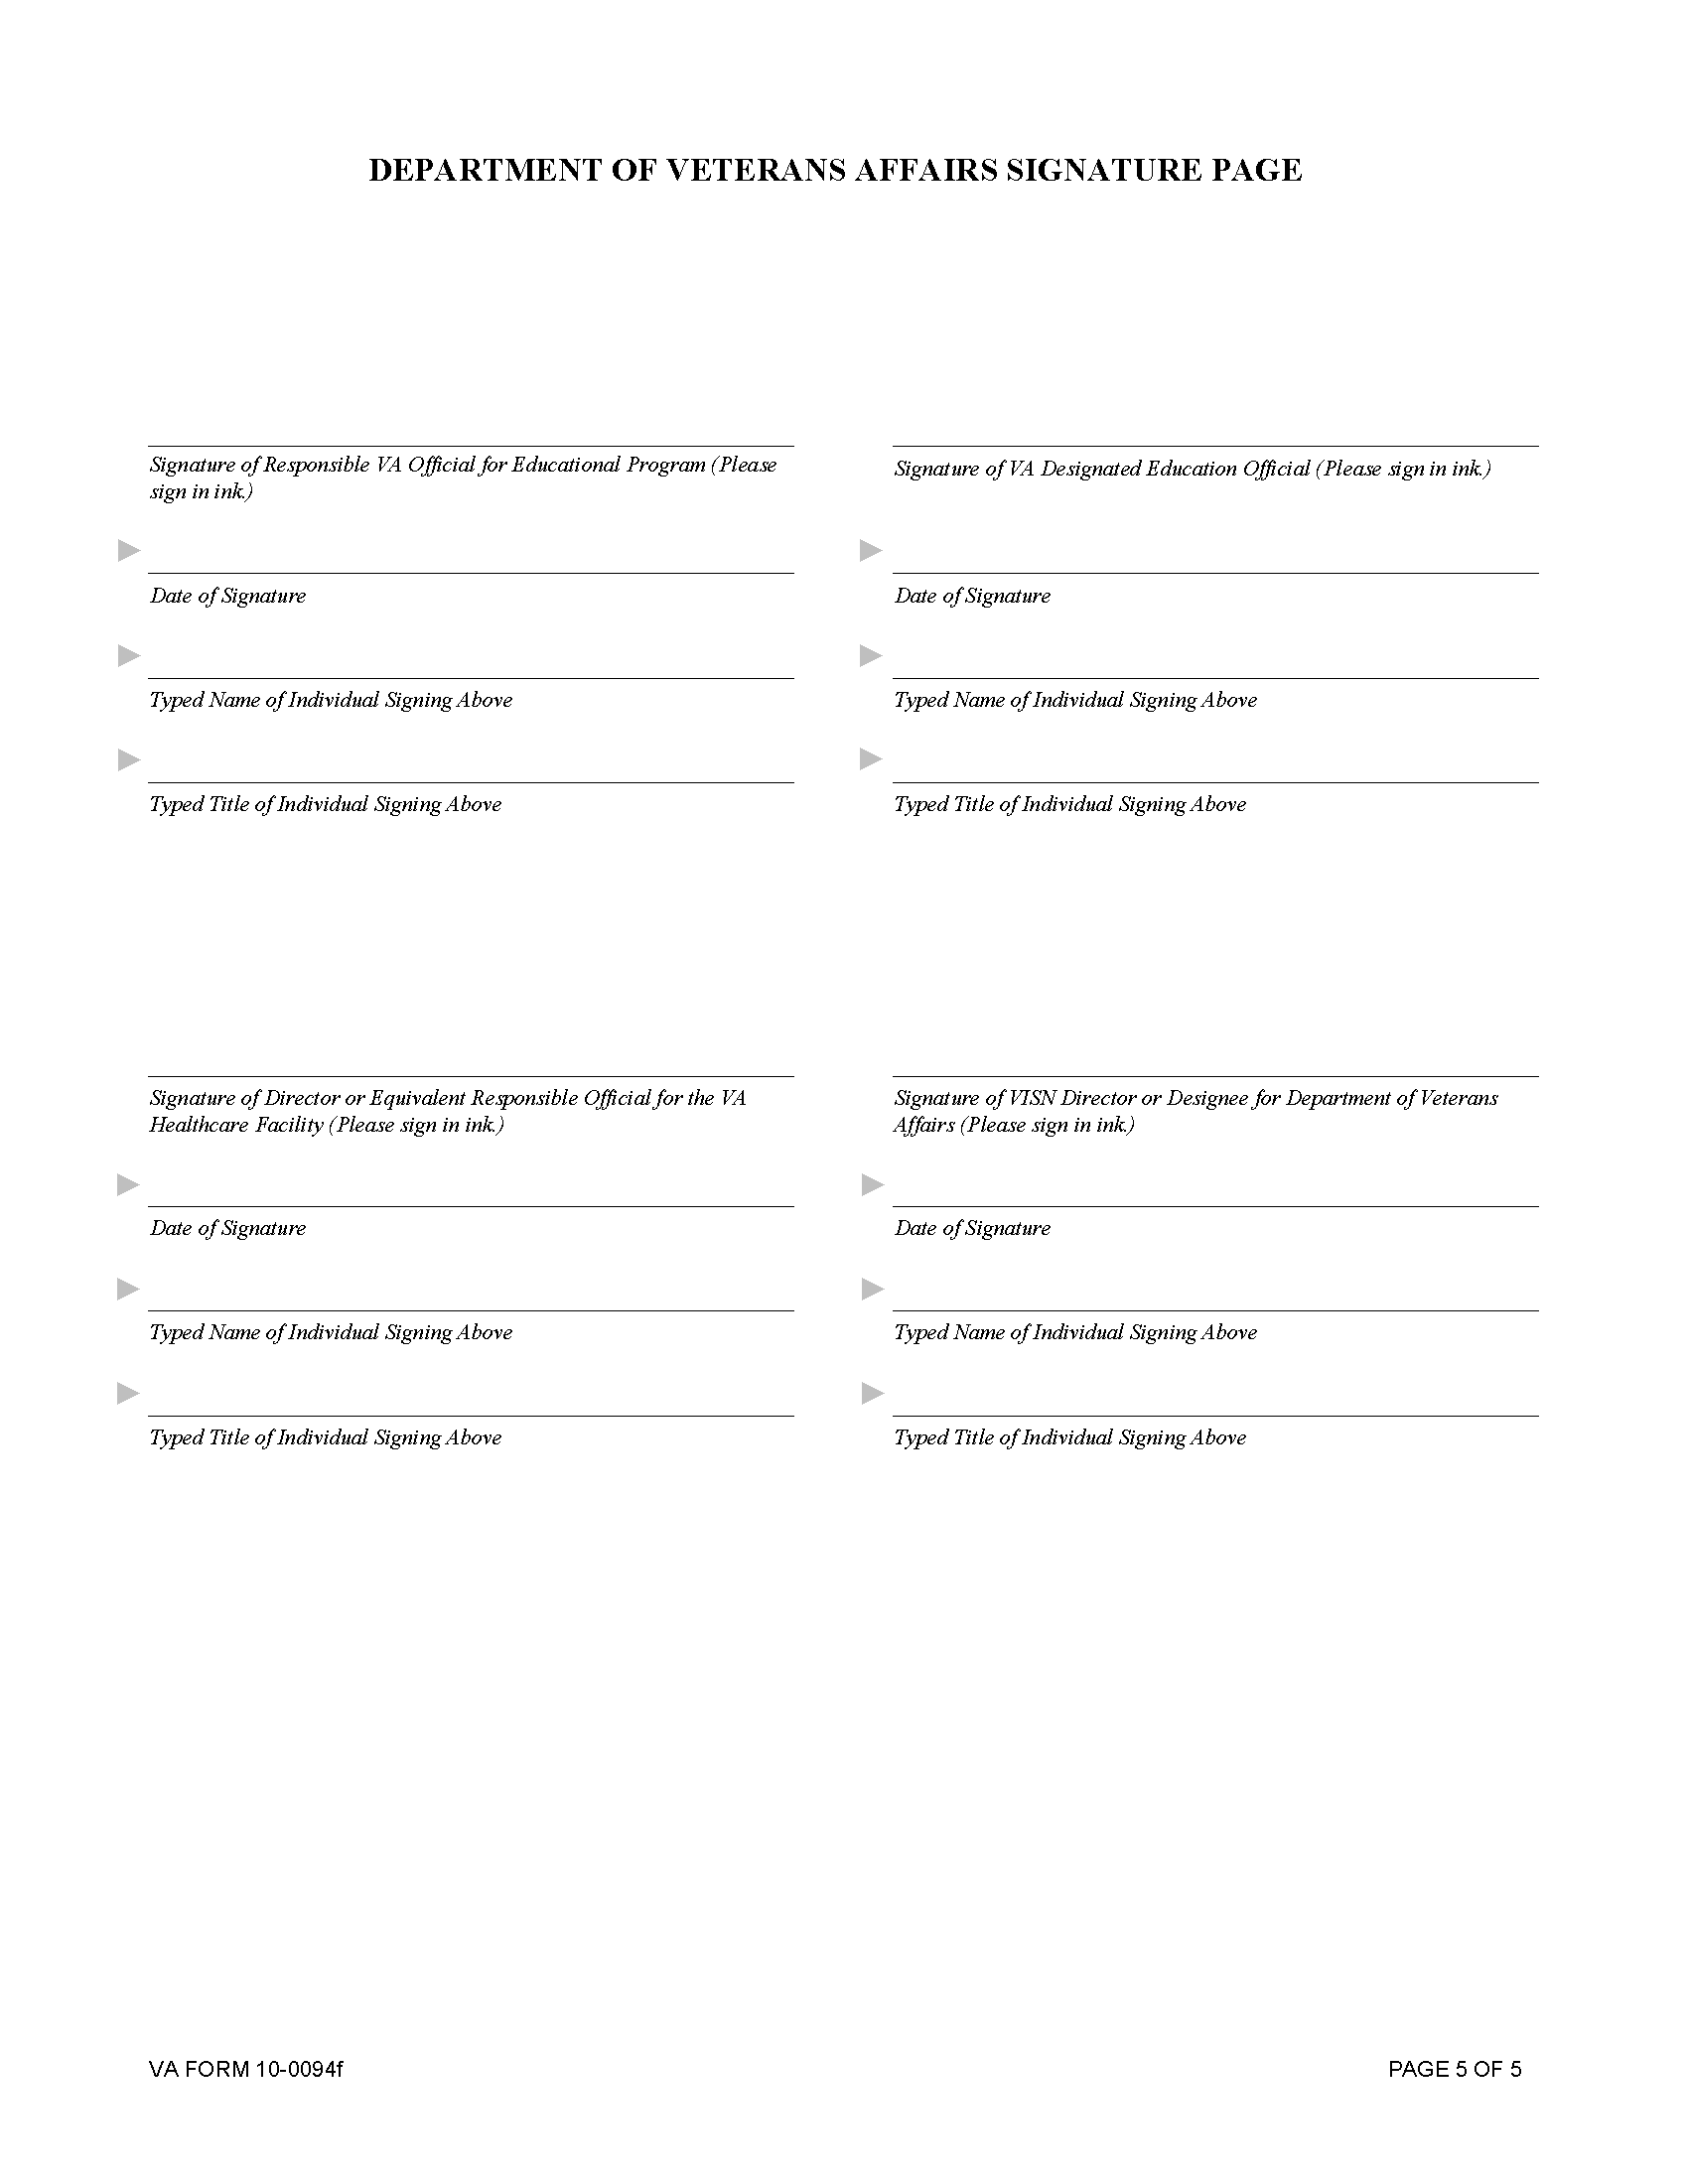 DEPARTMENT OF VETERANS AFFAIRS SIGNATURE PAGE
Signature of Responsible VA Official for Educational Program (Please
sign in ink.)
Date of Signature
Typed Name of Individual Signing Above
Typed Title of Individual Signing Above
Signature of VA Designated Education Official (Please sign in ink.)
Date of Signature
Typed Name of Individual Signing Above
Typed Title of Individual Signing Above
Signature of Director or Equivalent Responsible Official for the VA
Healthcare Facility (Please sign in ink.)
Date of Signature
Typed Name of Individual Signing Above
Typed Title of Individual Signing Above
Signature of VISN Director or Designee for Department of Veterans
Affairs (Please sign in ink.)
Date of Signature
Typed Name of Individual Signing Above
Typed Title of Individual Signing Above
VA FORM 10-0094f
PAGE 5 OF 5